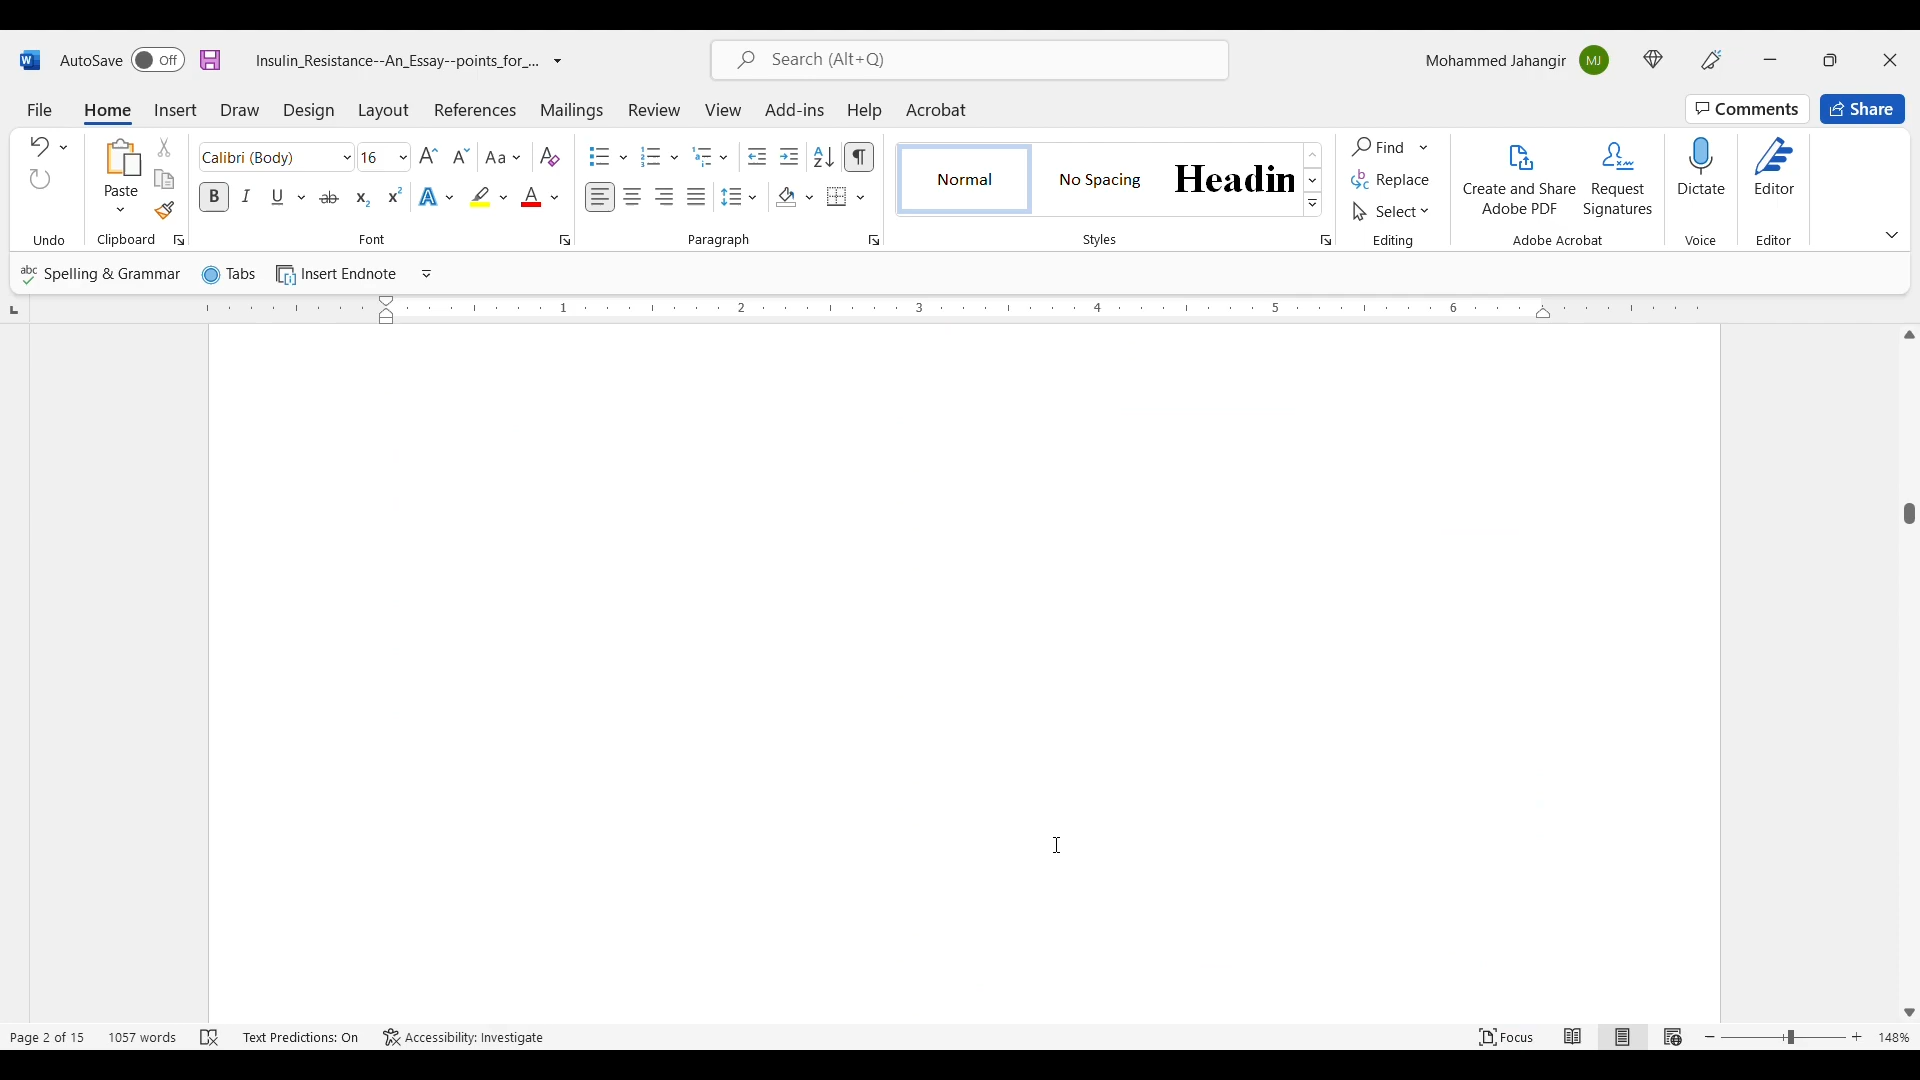 W AutoSave Off Insulin_Resistance--An_Essay--points_for_... Search (Alt+Q) Mohammed Jahangir MJ
File Home Insert Draw Design Layout References Mailings Review View Add-ins Help Acrobat Comments Share
Calibri (Body) 16 Aa Find
Paste Normal No Spacing Headin Replace Create and Share Adobe PDF Request Signatures Dictate Editor
B I U ab x₂ x² A A Select
Undo Clipboard Font Paragraph Styles Editing Adobe Acrobat Voice Editor
abc Spelling & Grammar Tabs Insert Endnote
1 2 3 4 5 6
Page 2 of 15 1057 words Text Predictions: On Accessibility: Investigate Focus 148%